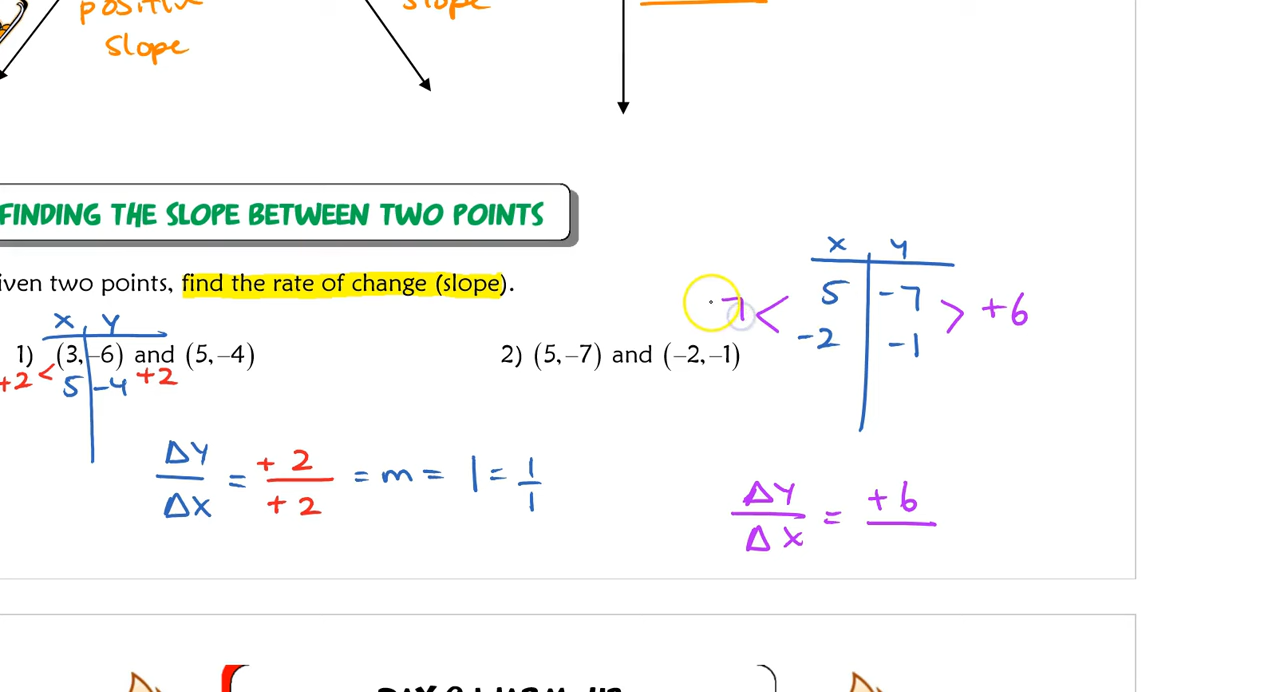 slope
slope
FINDING THE SLOPE BETWEEN TWO POINTS
two points, find the rate of change (slope).
x y
1) (3,–6) and (5,–4)
+2 < 5 -4 +2
ΔY/ΔX = +2/+2 = m = 1 = 1/1
2) (5,–7) and (–2,–1)
x y
5 -7
-2 -1
7 < > +6
ΔY/ΔX = +6